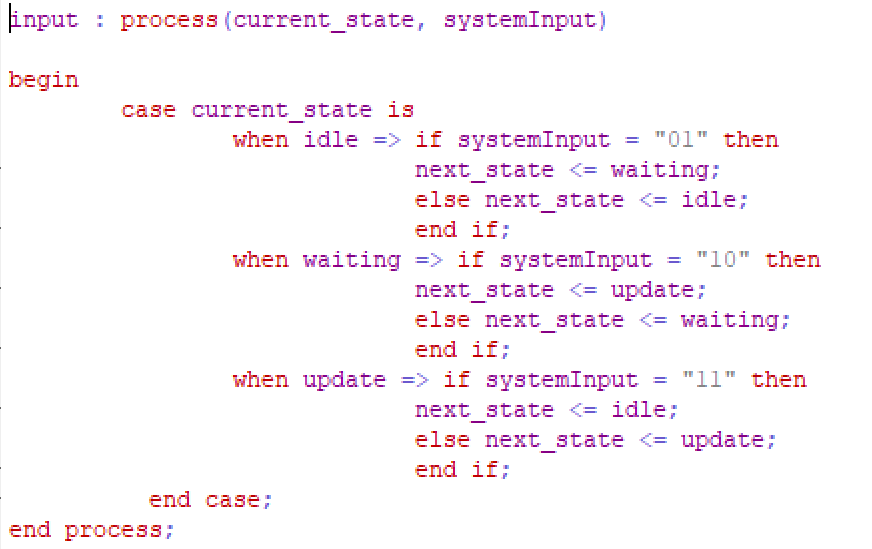 input : process(current_state, systemInput)
begin
case current_state is
when idle => if systemInput = "01" then
next_state <= waiting;
else next_state <= idle;
end if;
when waiting => if systemInput = "10" then
next_state <= update;
else next_state <= waiting;
end if;
when update => if systemInput = "11" then
next_state <= idle;
else next_state <= update;
end if;
end case;
end process;